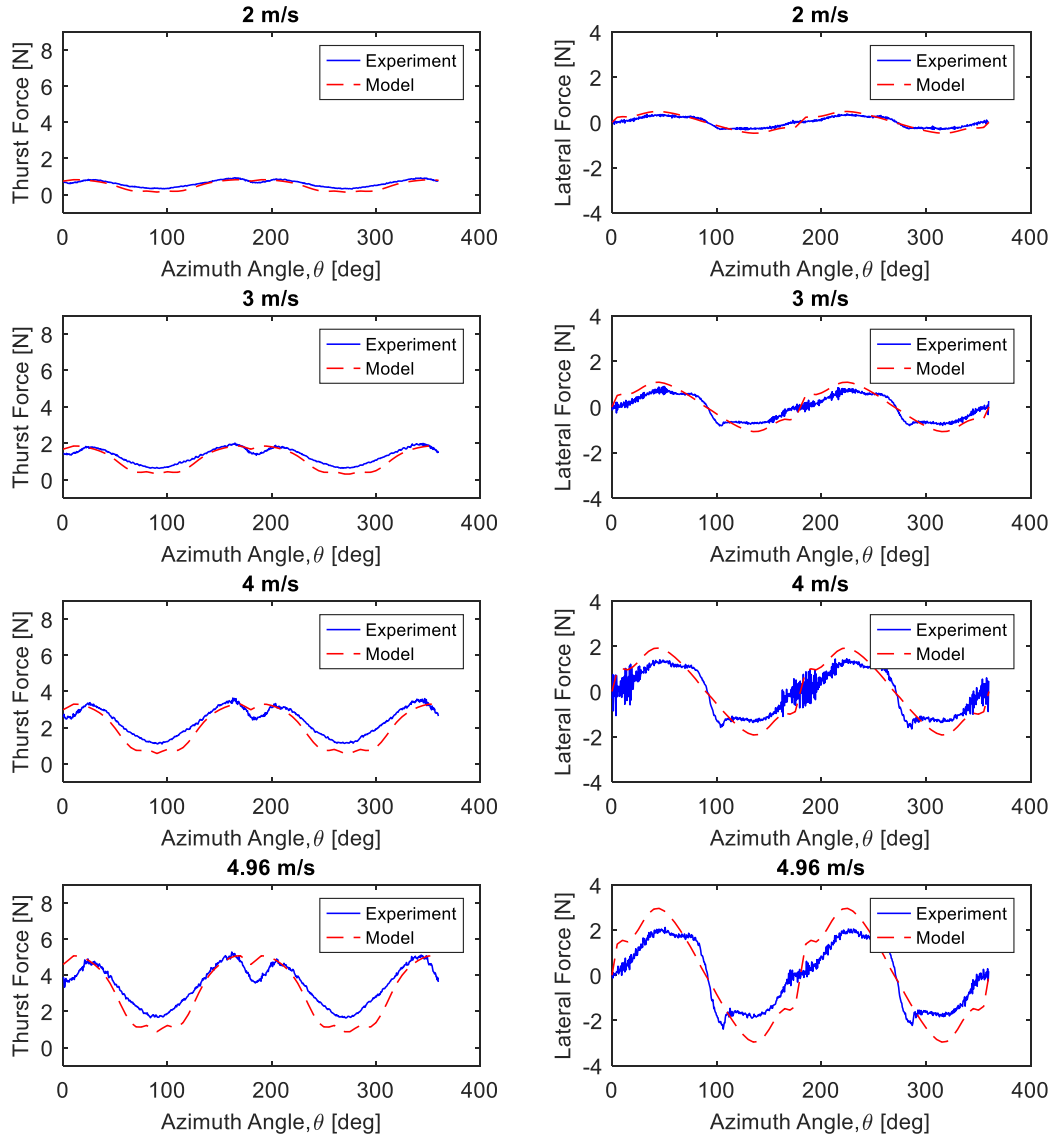 2 m/s
Thurst Force [N]
8
6
4
2
0
Experiment
Model
0 100 200 300 400
Azimuth Angle, θ [deg]
2 m/s
Lateral Force [N]
4
2
0
-2
-4
Experiment
Model
0 100 200 300 400
Azimuth Angle, θ [deg]
3 m/s
Thurst Force [N]
8
6
4
2
0
Experiment
Model
0 100 200 300 400
Azimuth Angle, θ [deg]
3 m/s
Lateral Force [N]
4
2
0
-2
-4
Experiment
Model
0 100 200 300 400
Azimuth Angle, θ [deg]
4 m/s
Thurst Force [N]
8
6
4
2
0
Experiment
Model
0 100 200 300 400
Azimuth Angle, θ [deg]
4 m/s
Lateral Force [N]
4
2
0
-2
-4
Experiment
Model
0 100 200 300 400
Azimuth Angle, θ [deg]
4.96 m/s
Thurst Force [N]
8
6
4
2
0
Experiment
Model
0 100 200 300 400
Azimuth Angle, θ [deg]
4.96 m/s
Lateral Force [N]
4
2
0
-2
-4
Experiment
Model
0 100 200 300 400
Azimuth Angle, θ [deg]